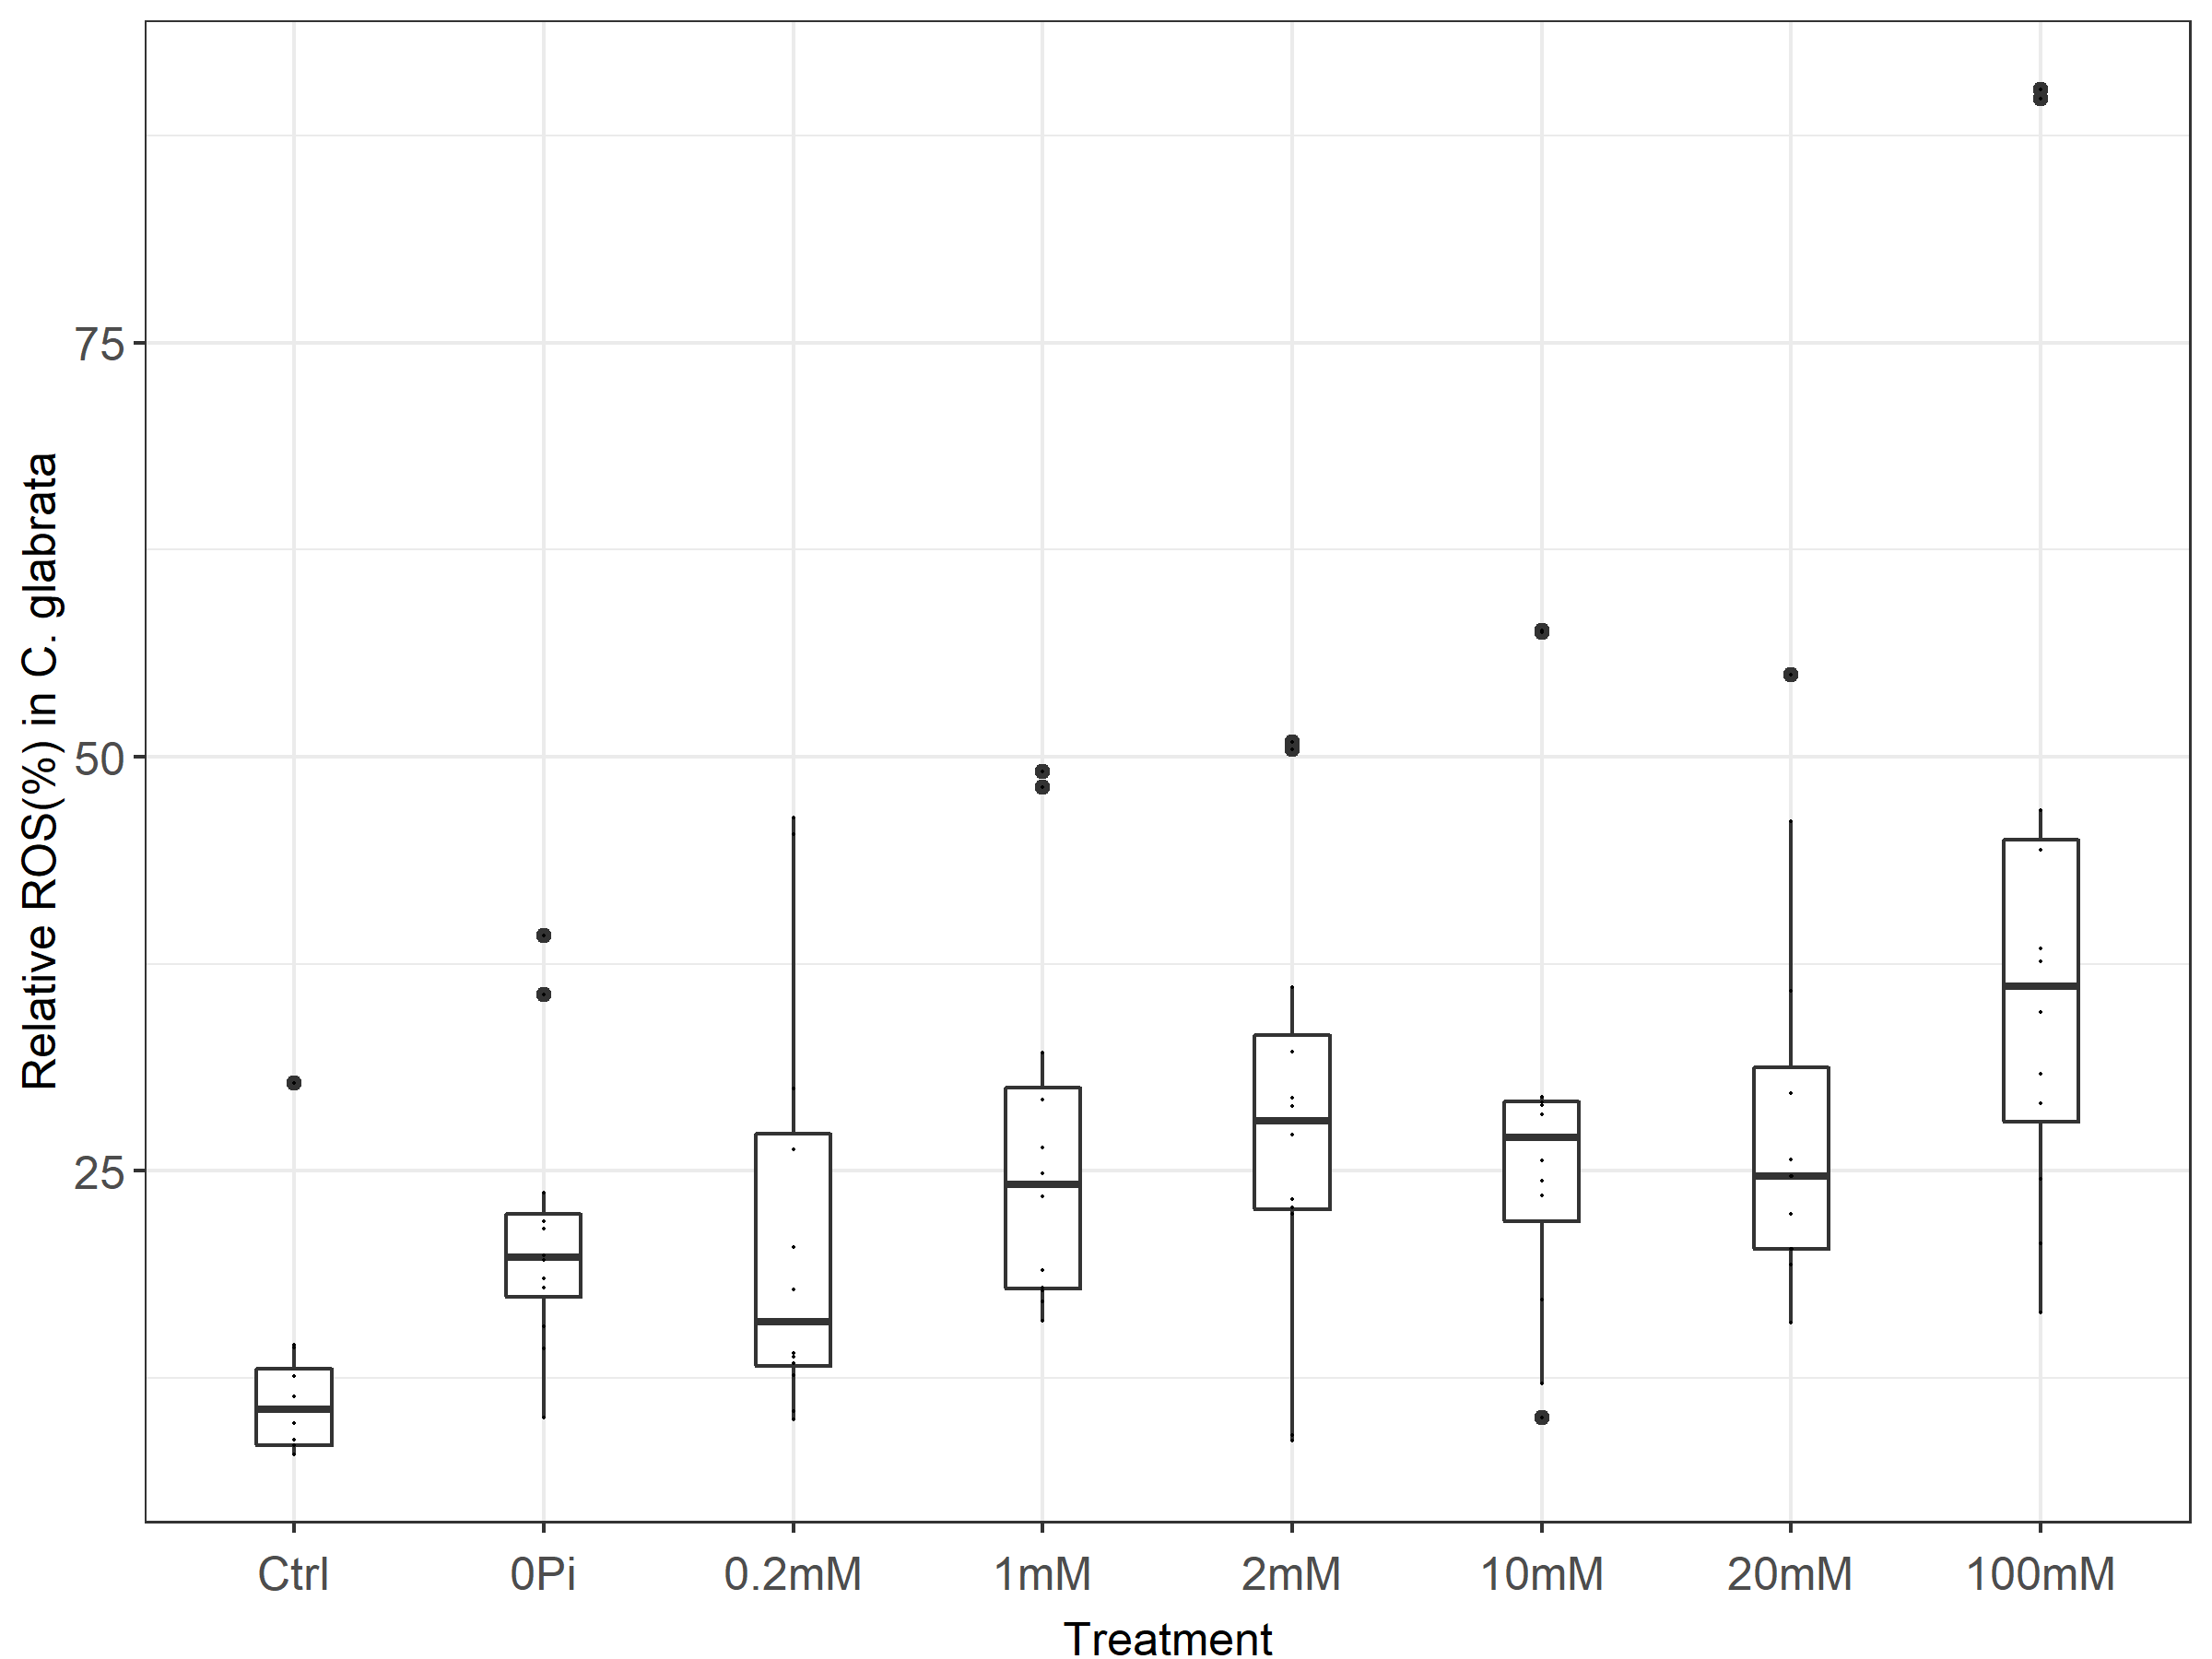 Relative ROS(%) in C. glabrata
75
50
25
Ctrl 0Pi 0.2mM 1mM 2mM 10mM 20mM 100mM
Treatment